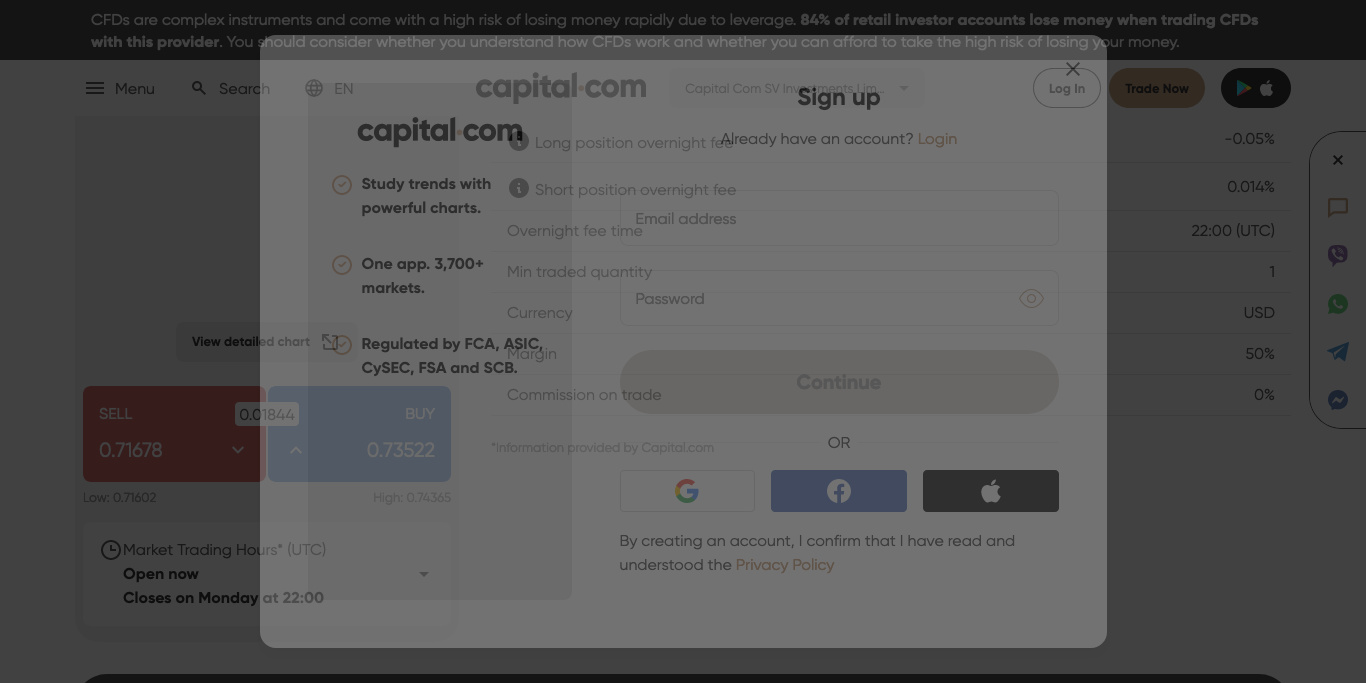 CFDs are complex instruments and come with a high risk of losing money rapidly due to leverage. 84% of retail investor accounts lose money when trading CFDs
with this provider. You should consider whether you understand how CFDs work and whether you can afford to take the high risk of losing your money.
Menu
Search
EN
capital.com
Capital Com SV Investments Lim...
Log In
Trade Now
Long position overnight fee
-0.05%
Short position overnight fee
0.014%
Overnight fee time
22:00 (UTC)
Min traded quantity
1
Currency
USD
Margin
50%
Commission on trade
0%
*Information provided by Capital.com
View detailed chart
SELL
0.71678
0.01844
BUY
0.73522
Low: 0.71602
High: 0.74365
Market Trading Hours* (UTC)
Open now
Closes on Monday at 22:00
capital.com
Study trends with
powerful charts.
One app. 3,700+
markets.
Regulated by FCA, ASIC,
CySEC, FSA and SCB.
Sign up
Already have an account? Login
Email address
Password
Continue
OR
By creating an account, I confirm that I have read and
understood the Privacy Policy